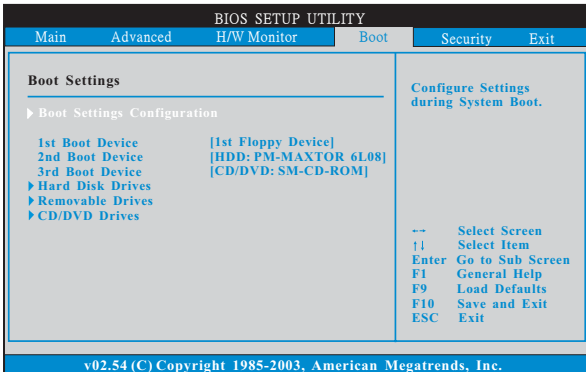 BIOS SETUP UTILITY
Main Advanced H/W Monitor Boot Security Exit
Boot Settings
Boot Settings Configuration
1st Boot Device [1st Floppy Device]
2nd Boot Device [HDD: PM-MAXTOR 6L08]
3rd Boot Device [CD/DVD: SM-CD-ROM]
Hard Disk Drives
Removable Drives
CD/DVD Drives
Configure Settings
during System Boot.
←→ Select Screen
↑↓ Select Item
Enter Go to Sub Screen
F1 General Help
F9 Load Defaults
F10 Save and Exit
ESC Exit
v02.54 (C) Copyright 1985-2003, American Megatrends, Inc.